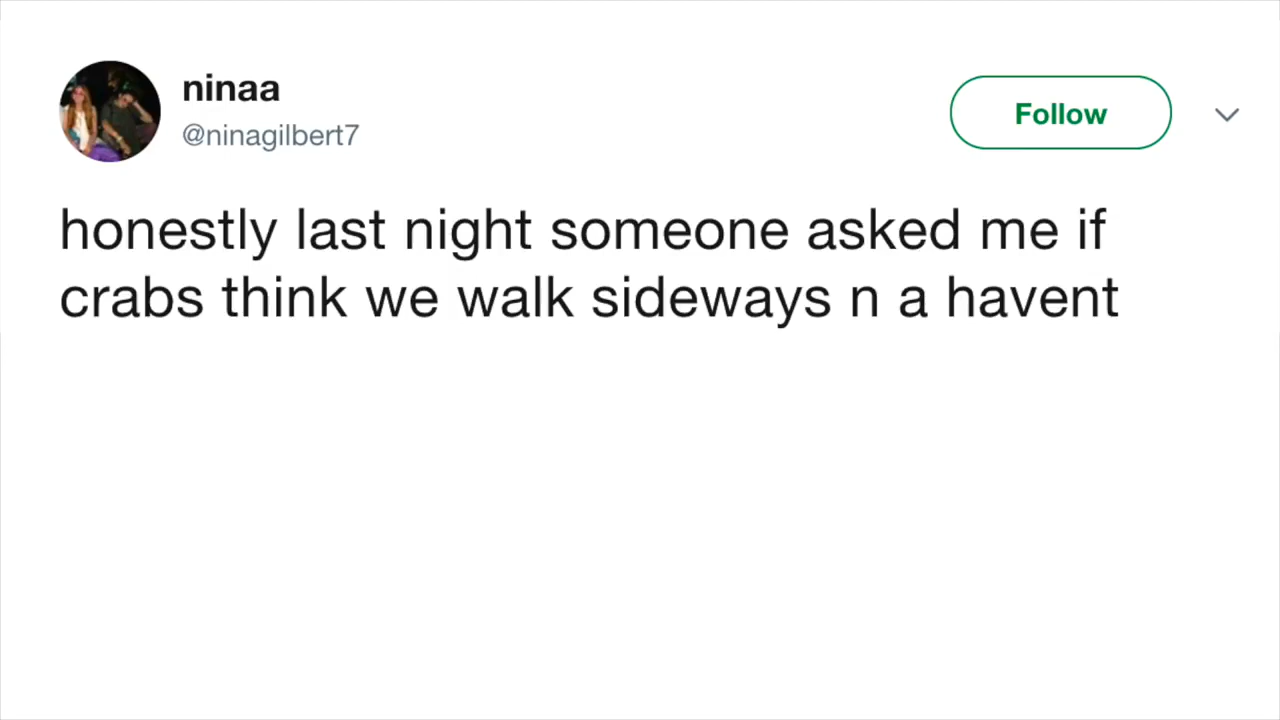 ninaa
@ninagilbert7
Follow
honestly last night someone asked me if
crabs think we walk sideways n a havent